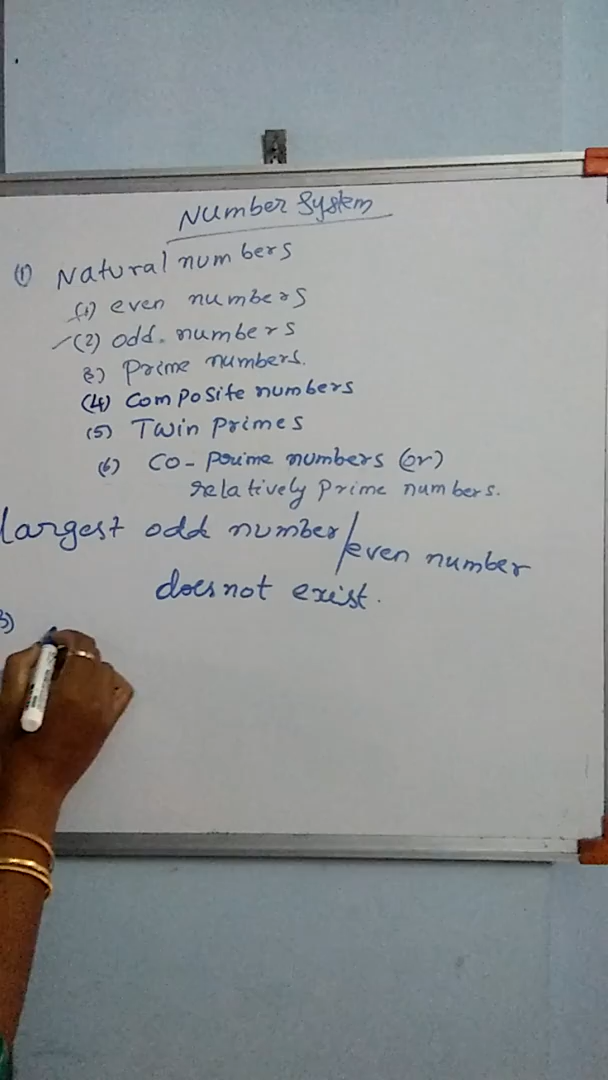 Number System
(1) Natural numbers
(1) even numbers
(2) odd. numbers
3) Prime numbers.
(4) Composite numbers
(5) Twin Primes
(6) Co-prime numbers (or)
relatively prime numbers.
largest odd number/even number
does not exist.
3)